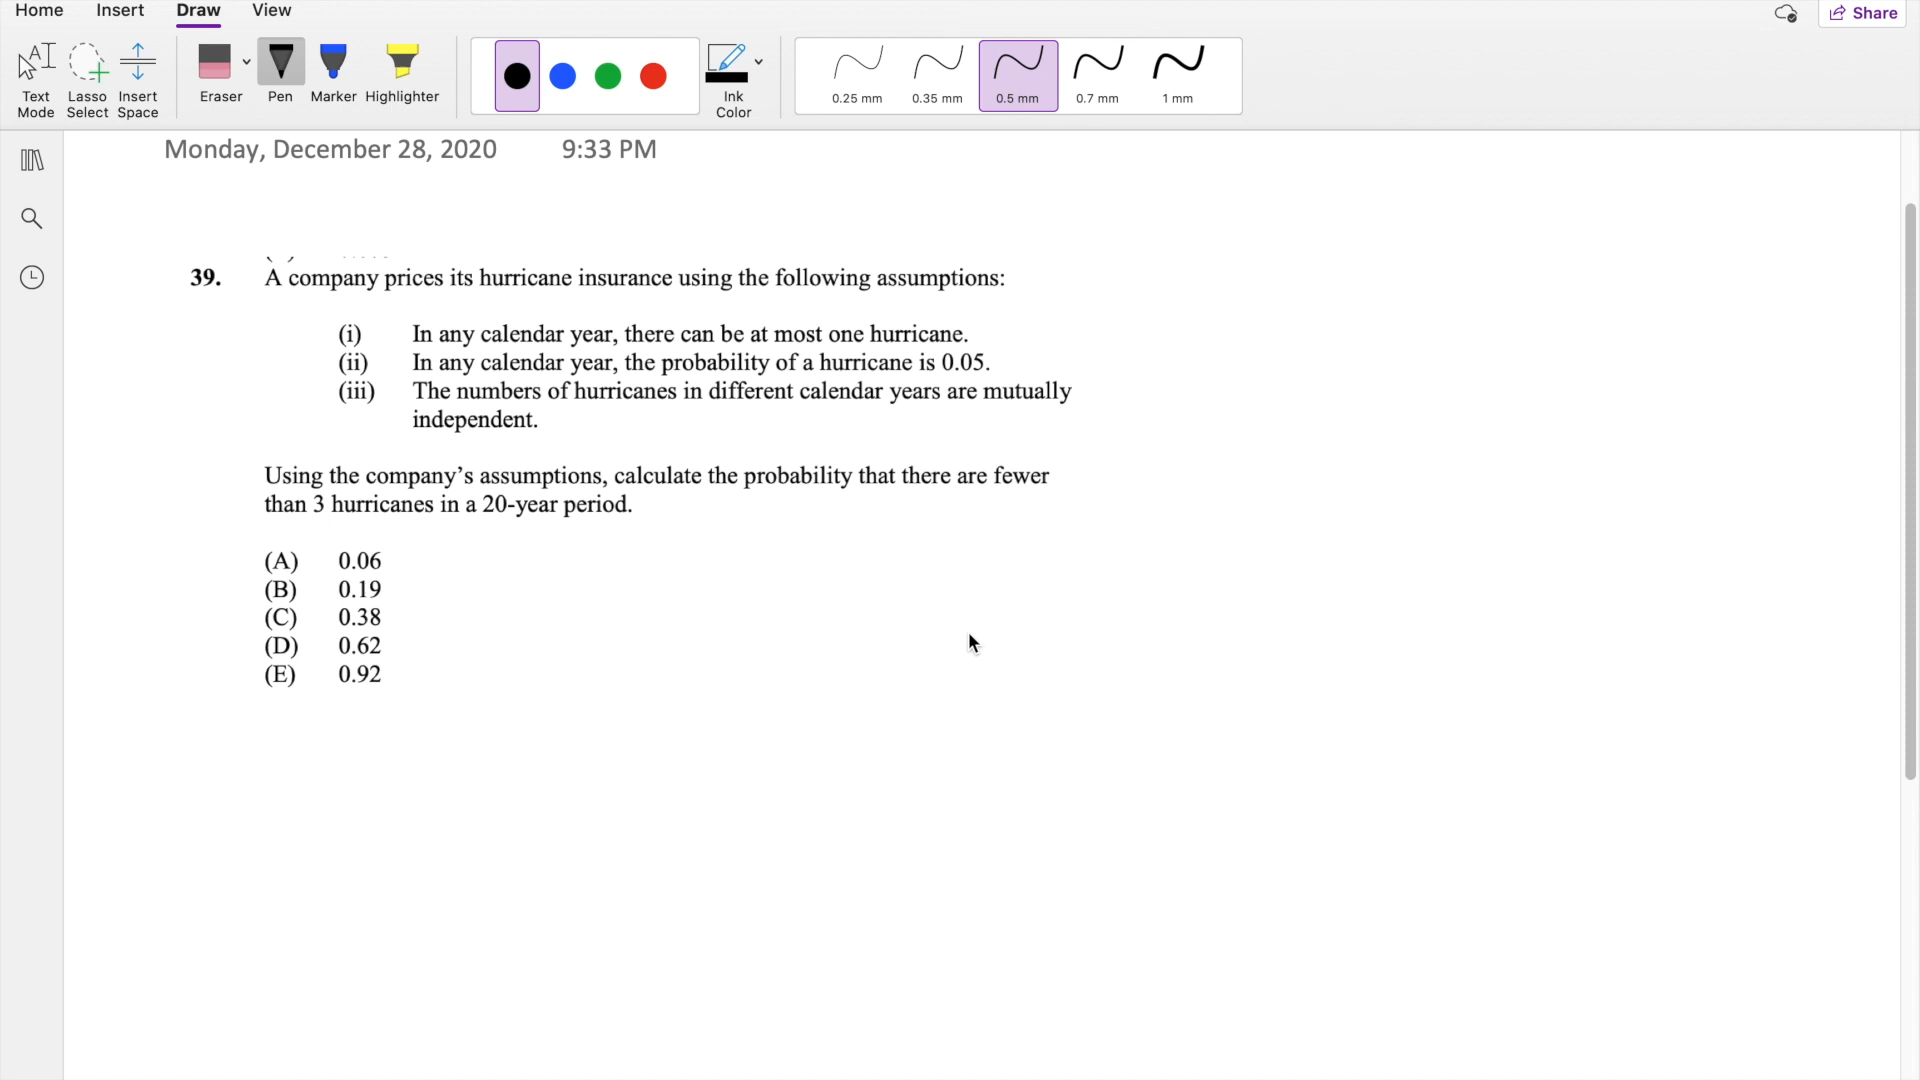 Home Insert Draw View
Share
Text Mode
Lasso Select
Insert Space
Eraser
Pen
Marker
Highlighter
Ink Color
0.25 mm
0.35 mm
0.5 mm
0.7 mm
1 mm
Monday, December 28, 2020 9:33 PM
39. A company prices its hurricane insurance using the following assumptions:
(i) In any calendar year, there can be at most one hurricane.
(ii) In any calendar year, the probability of a hurricane is 0.05.
(iii) The numbers of hurricanes in different calendar years are mutually
independent.
Using the company’s assumptions, calculate the probability that there are fewer
than 3 hurricanes in a 20-year period.
(A) 0.06
(B) 0.19
(C) 0.38
(D) 0.62
(E) 0.92